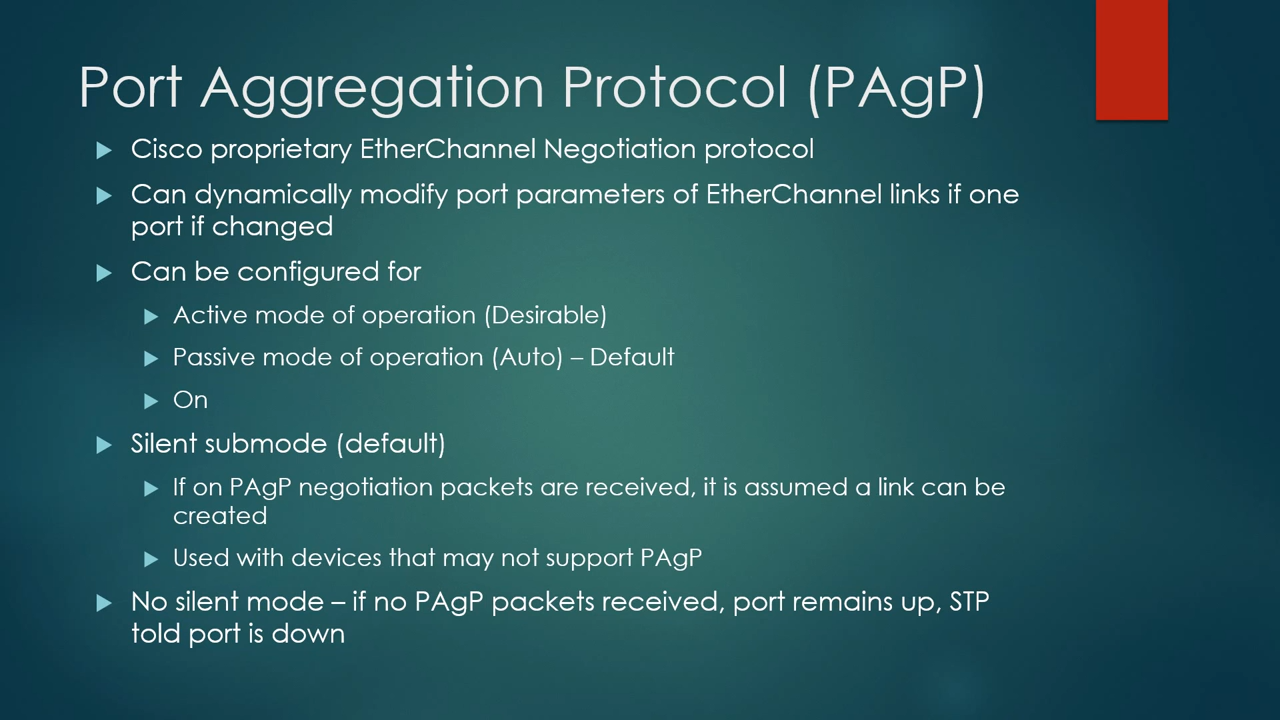 Port Aggregation Protocol (PAgP)
Cisco proprietary EtherChannel Negotiation protocol
Can dynamically modify port parameters of EtherChannel links if one
port if changed
Can be configured for
Active mode of operation (Desirable)
Passive mode of operation (Auto) – Default
On
Silent submode (default)
If on PAgP negotiation packets are received, it is assumed a link can be
created
Used with devices that may not support PAgP
No silent mode – if no PAgP packets received, port remains up, STP
told port is down